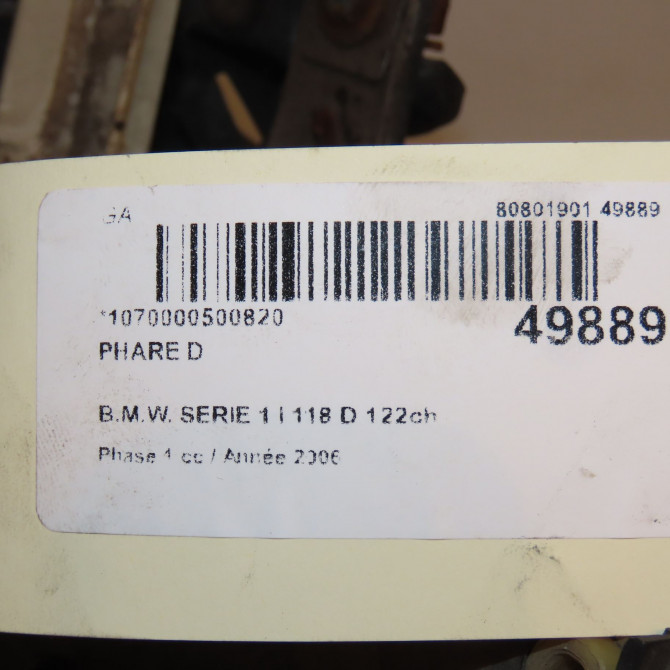 GA
80801901 49889
*1070000500820
49889
PHARE D
B.M.W. SERIE 1 I 118 D 122ch
Phase 1 cc / Année 2006